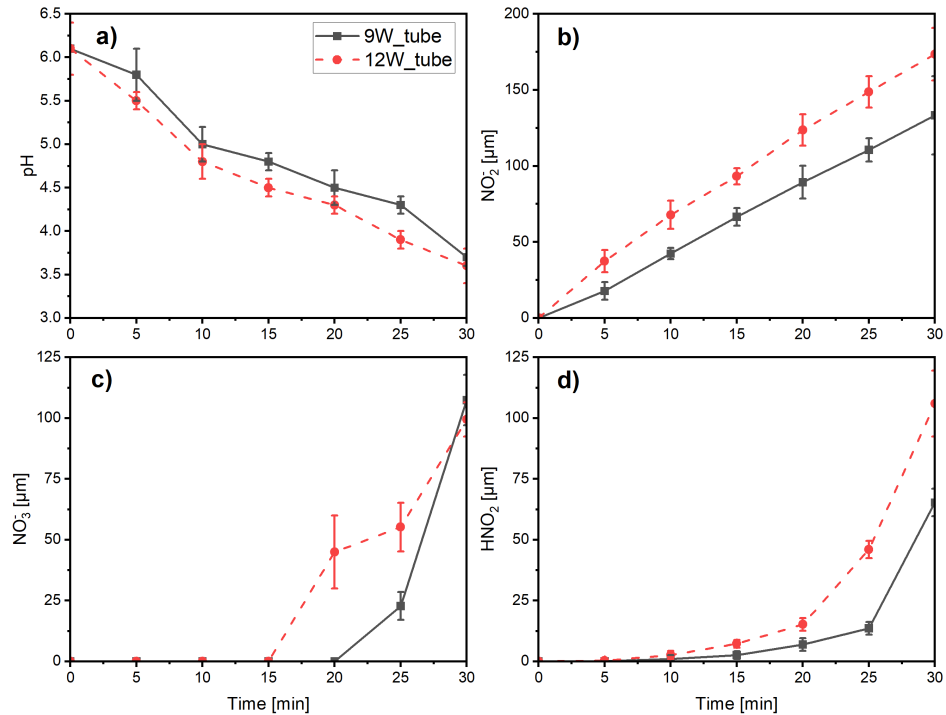 a)
9W_tube
12W_tube
6.5
6.0
5.5
5.0
4.5
4.0
3.5
3.0
pH
0 5 10 15 20 25 30
b)
200
150
100
50
0
NO₂⁻ [µm]
0 5 10 15 20 25 30
c)
125
100
75
50
25
0
NO₃⁻ [µm]
0 5 10 15 20 25 30
Time [min]
d)
125
100
75
50
25
0
HNO₂ [µm]
0 5 10 15 20 25 30
Time [min]